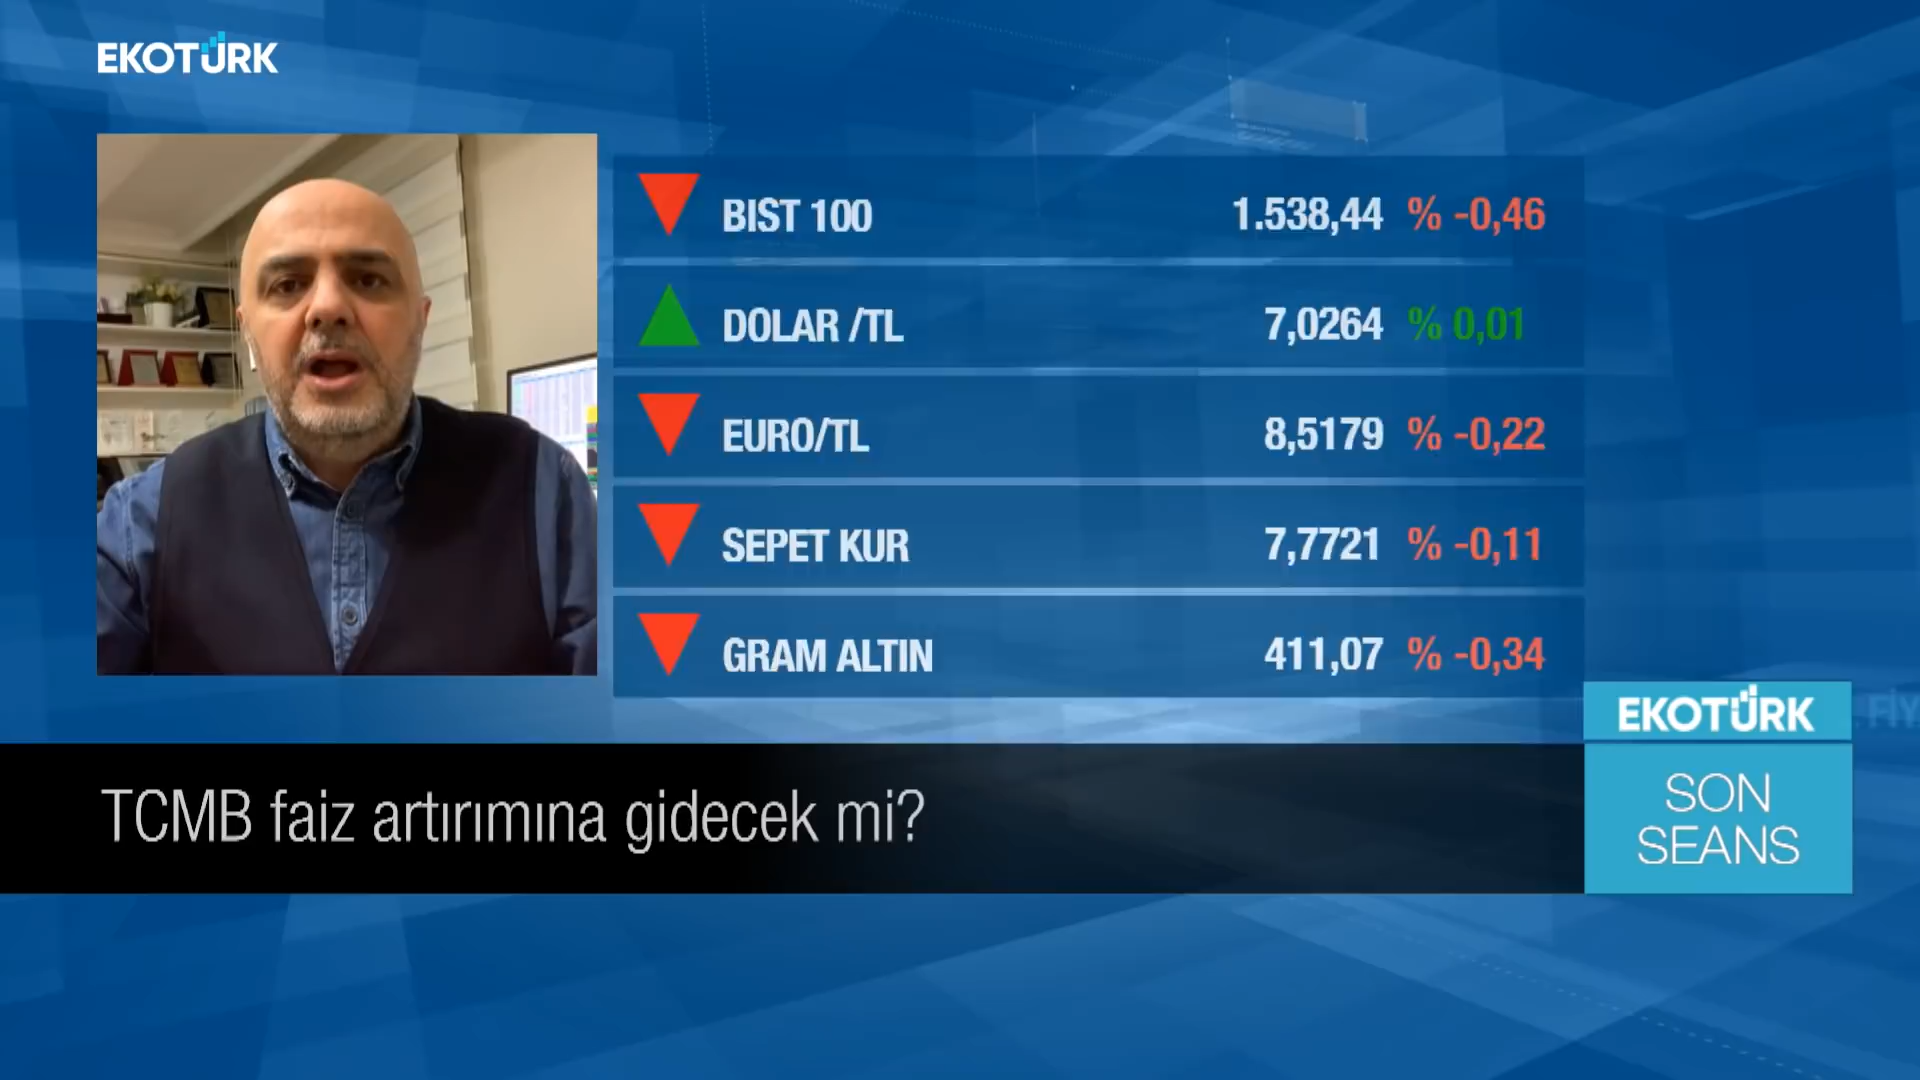 EKOTÜRK
BIST 100 1.538,44 % -0,46
DOLAR /TL 7,0264 % 0,01
EURO/TL 8,5179 % -0,22
SEPET KUR 7,7721 % -0,11
GRAM ALTIN 411,07 % -0,34
EKOTÜRK
TCMB faiz artırımına gidecek mi?
SON
SEANS